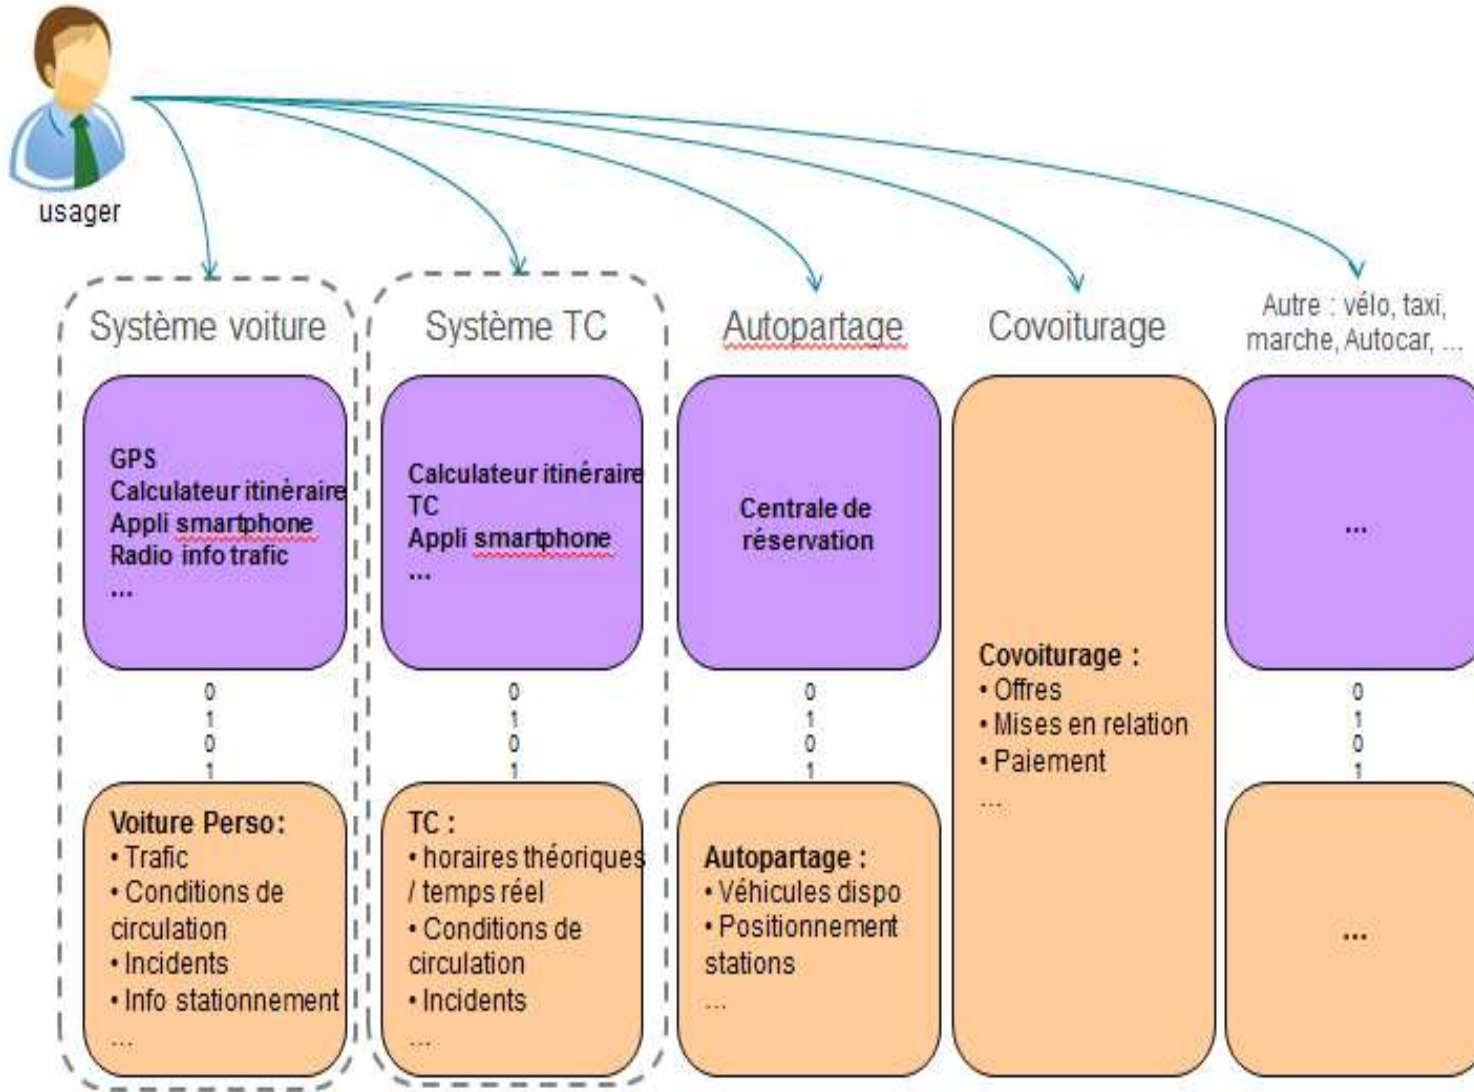 usager
Système voiture
Système TC
Autopartage
Covoiturage
Autre : vélo, taxi,
marche, Autocar, ...
GPS
Calculateur itinèraire
Appli smartphone
Radio info trafic
...
Calculateur itinéraire
TC
Appli smartphone
...
Centrale de
réservation
...
0
1
0
1
0
1
0
1
0
1
0
1
0
1
0
1
Voiture Perso :
• Trafic
• Conditions de
circulation
• Incidents
• Info stationnement
...
TC :
• horaires théoriques
/ temps réel
• Conditions de
circulation
• Incidents
...
Autopartage :
• Véhicules dispo
• Positionnement
stations
...
Covoiturage :
• Offres
• Mises en relation
• Paiement
...
...